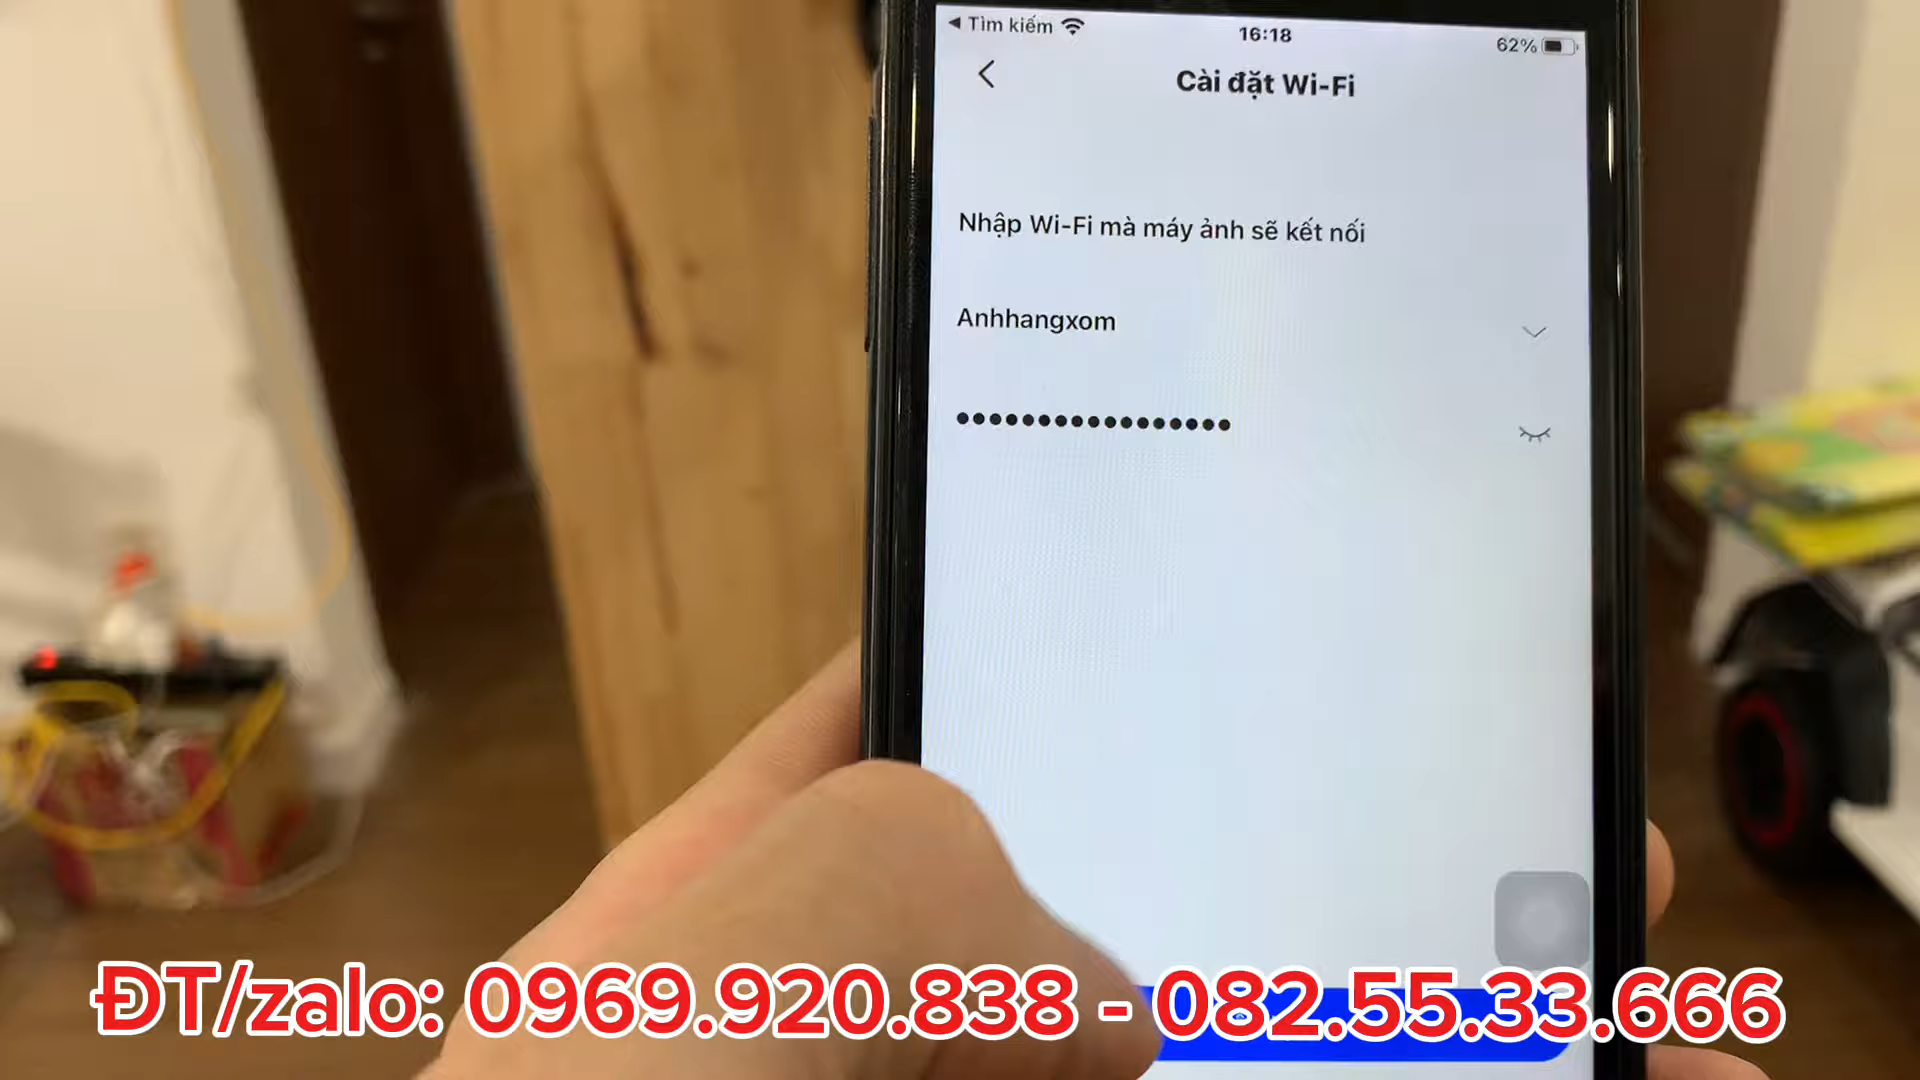 ◀ Tìm kiếm 16:18 62%
Cài đặt Wi-Fi
Nhập Wi-Fi mà máy ảnh sẽ kết nối
Anhhangxom
•••••••••••••••••
ĐT/zalo: 0969.920.838 - 082.55.33.666